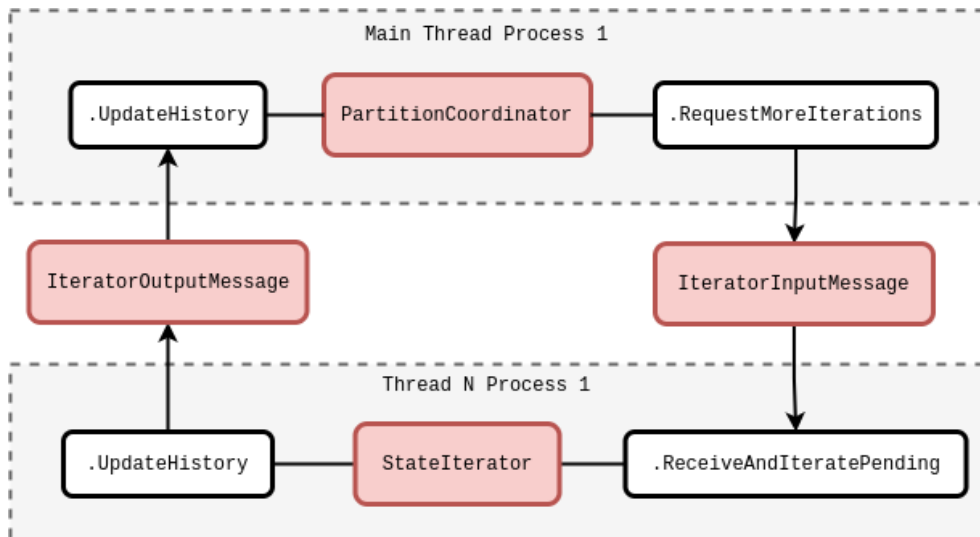 Main Thread Process 1
.UpdateHistory
PartitionCoordinator
.RequestMoreIterations
IteratorOutputMessage
IteratorInputMessage
Thread N Process 1
.UpdateHistory
StateIterator
.ReceiveAndIteratePending